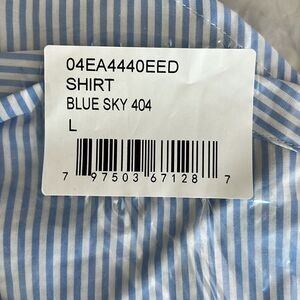 04EA4440EED
SHIRT
BLUE SKY 404
L
7 97503 67128 7